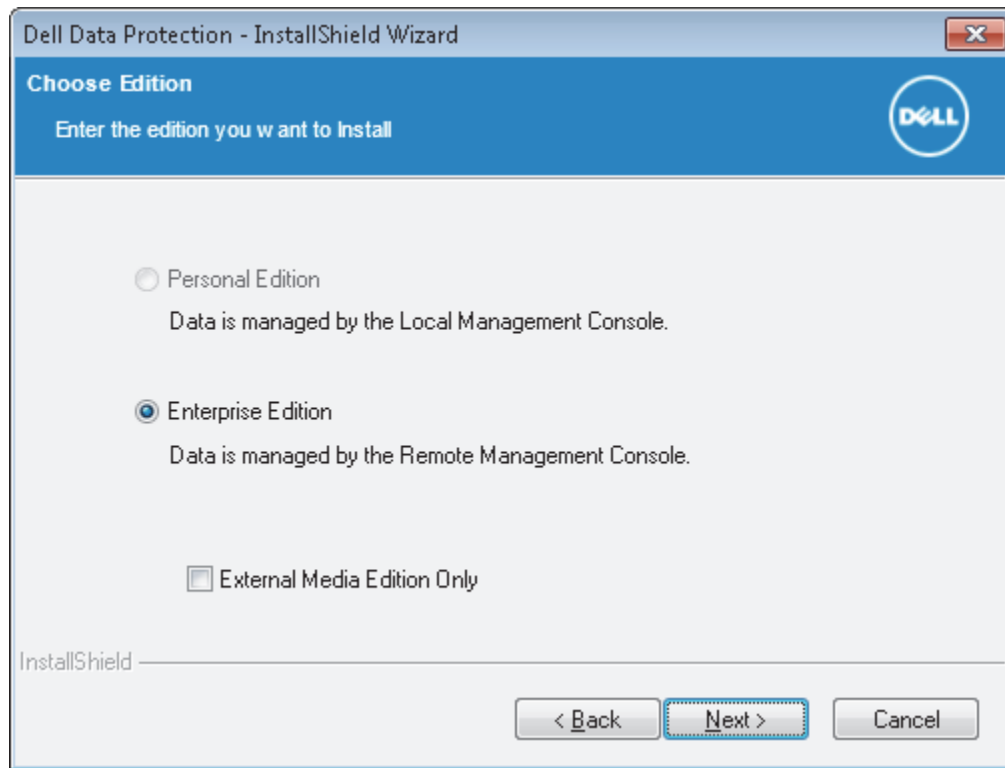 Dell Data Protection - InstallShield Wizard
Choose Edition
Enter the edition you want to Install
DELL
Personal Edition
Data is managed by the Local Management Console.
Enterprise Edition
Data is managed by the Remote Management Console.
External Media Edition Only
InstallShield
< Back
Next >
Cancel